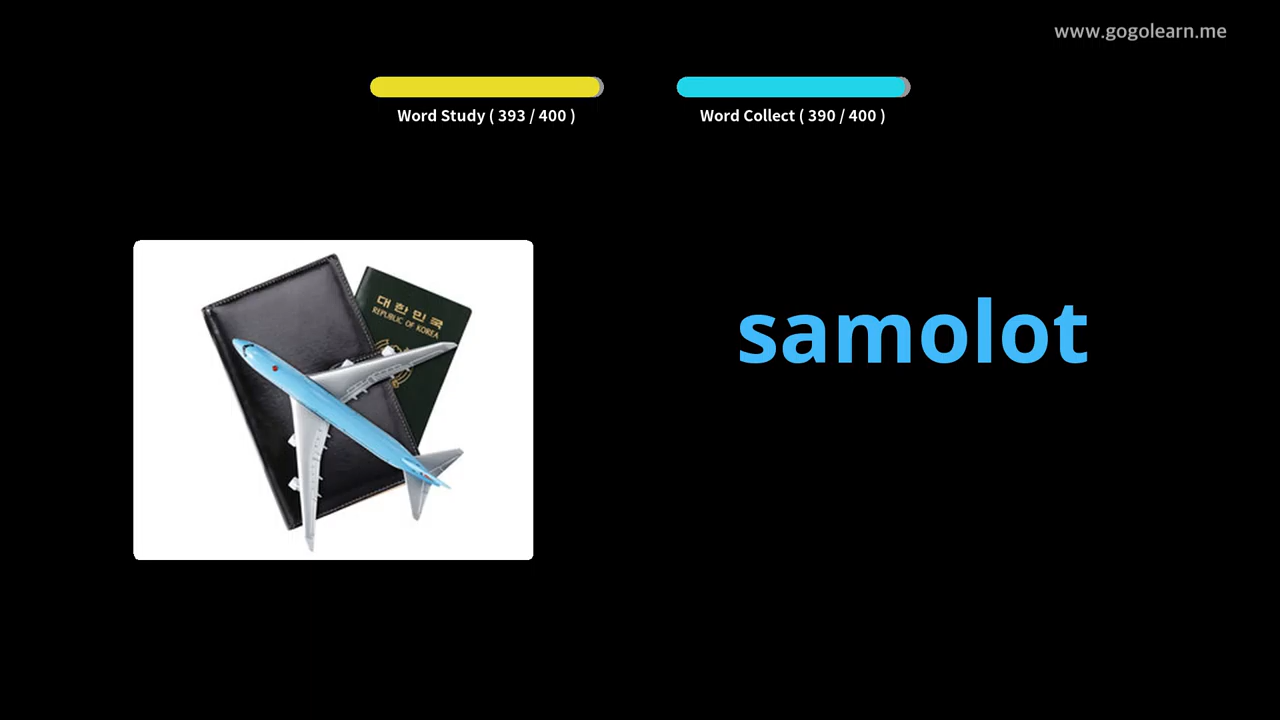 www.gogolearn.me
Word Study ( 393 / 400 )
Word Collect ( 390 / 400 )
대한민국
REPUBLIC OF KOREA
samolot